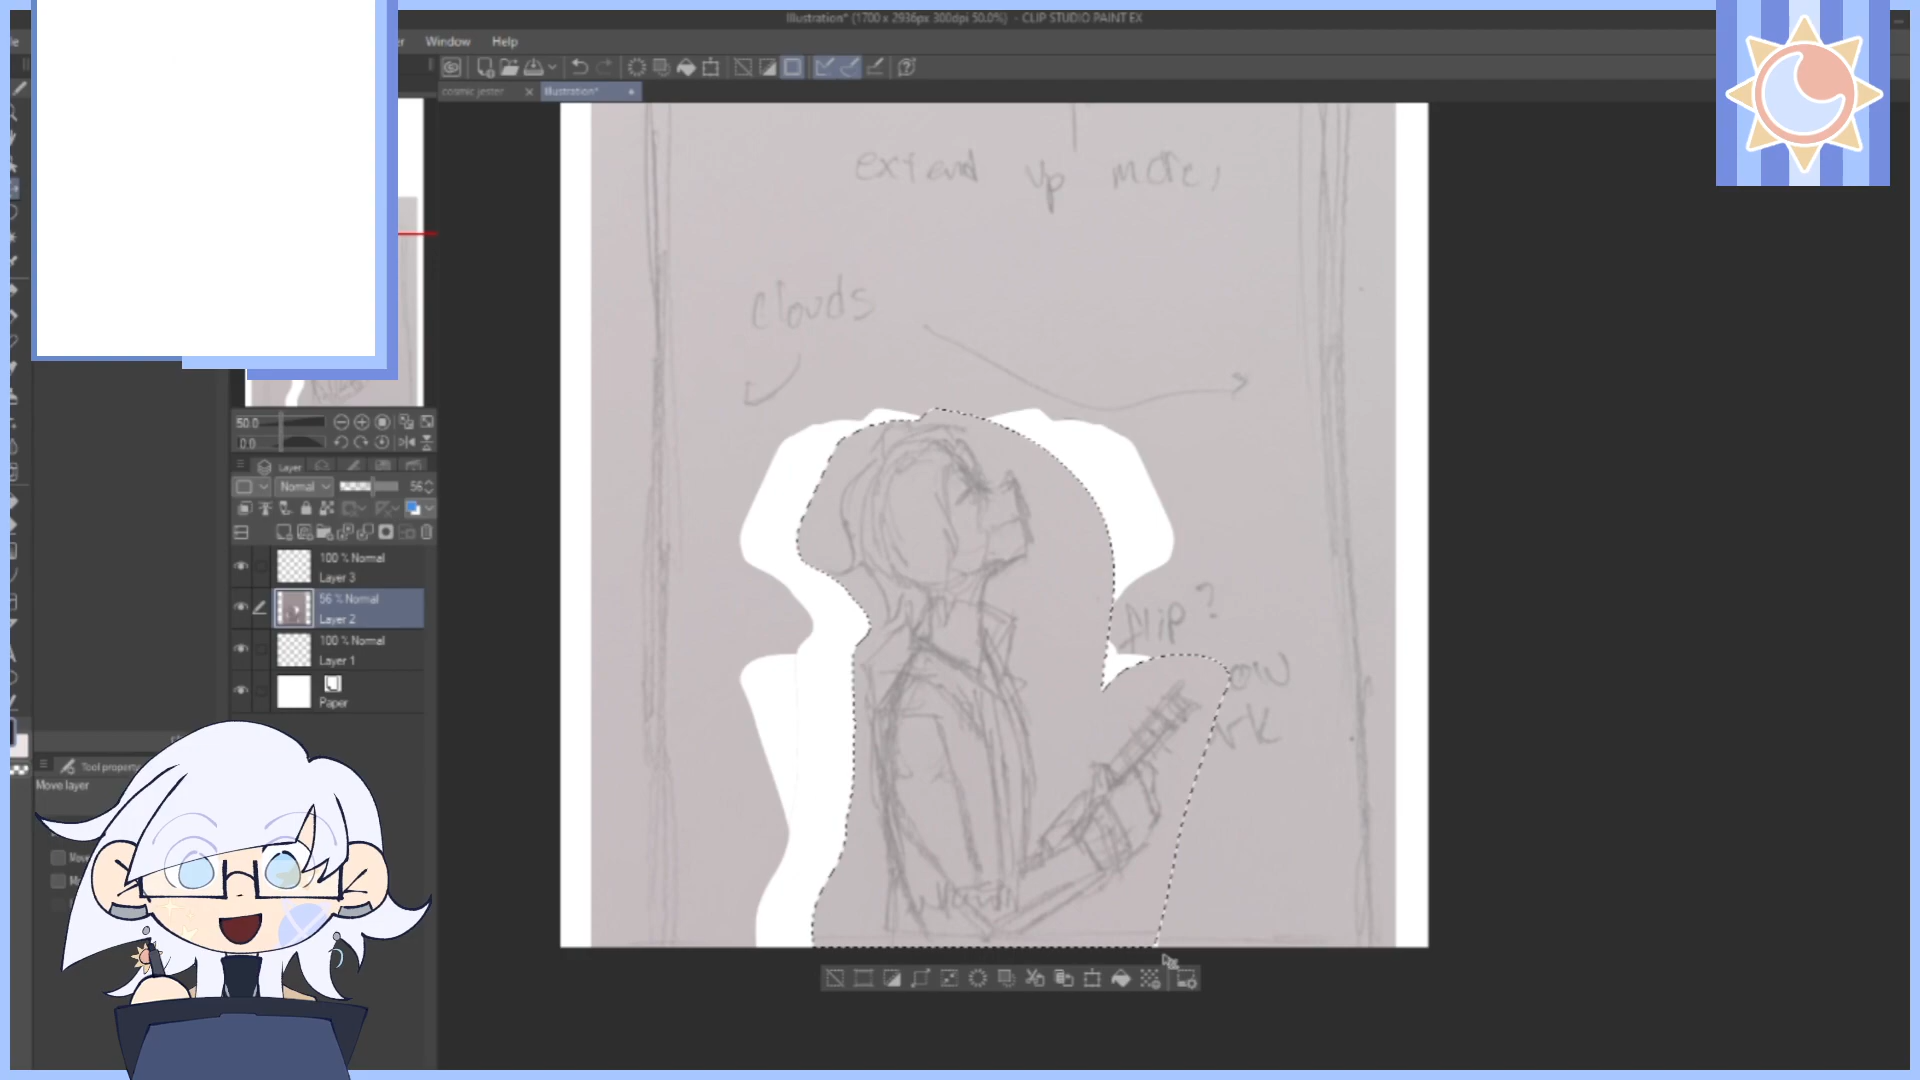 Illustration* (1700 x 2936px 300dpi 50.0%) - CLIP STUDIO PAINT EX
Window Help
cosmic jester
Illustration*
extend up more,
clouds
flip?
50.0
0.0
Layer
Normal
56
100 % Normal
Layer 3
56 % Normal
Layer 2
100 % Normal
Layer 1
Paper
Tool property
Move layer